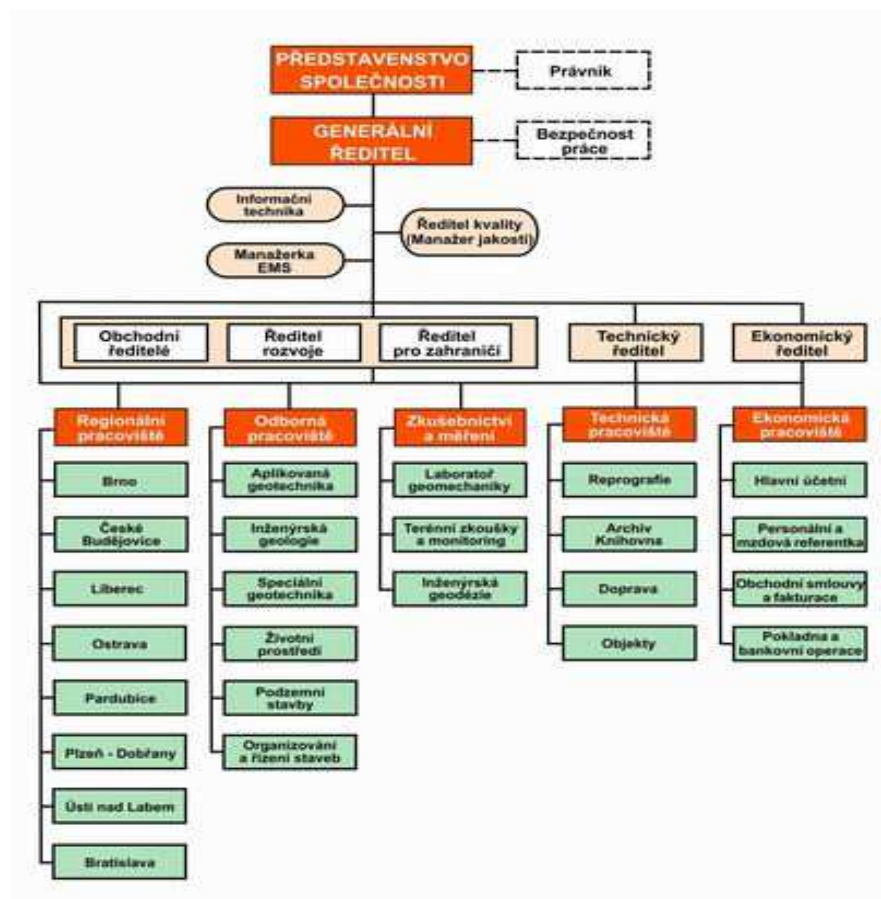 PŘEDSTAVENSTVO
SPOLEČNOSTI
Právník
GENERÁLNÍ
ŘEDITEL
Bezpečnost
práce
Informační
technika
Ředitel kvality
(Manažer jakosti)
Manažerka
EMS
Obchodní
ředitelé
Ředitel
rozvoje
Ředitel
pro zahraničí
Technický
ředitel
Ekonomický
ředitel
Regionální
pracoviště
Brno
České
Budějovice
Liberec
Ostrava
Pardubice
Plzeň - Dobřany
Ústí nad Labem
Bratislava
Odborná
pracoviště
Aplikovaná
geotechnika
Inženýrská
geologie
Speciální
geotechnika
Životní
prostředí
Podzemní
stavby
Organizování
a řízení staveb
Zkušebnictví
a měření
Laboratoř
geomechaniky
Terénní zkoušky
a monitoring
Inženýrská
geodézie
Technická
pracoviště
Reprografie
Archiv
Knihovna
Doprava
Objekty
Ekonomická
pracoviště
Hlavní účetní
Personální a
mzdová referentka
Obchodní smlouvy
a fakturace
Pokladna a
bankovní operace